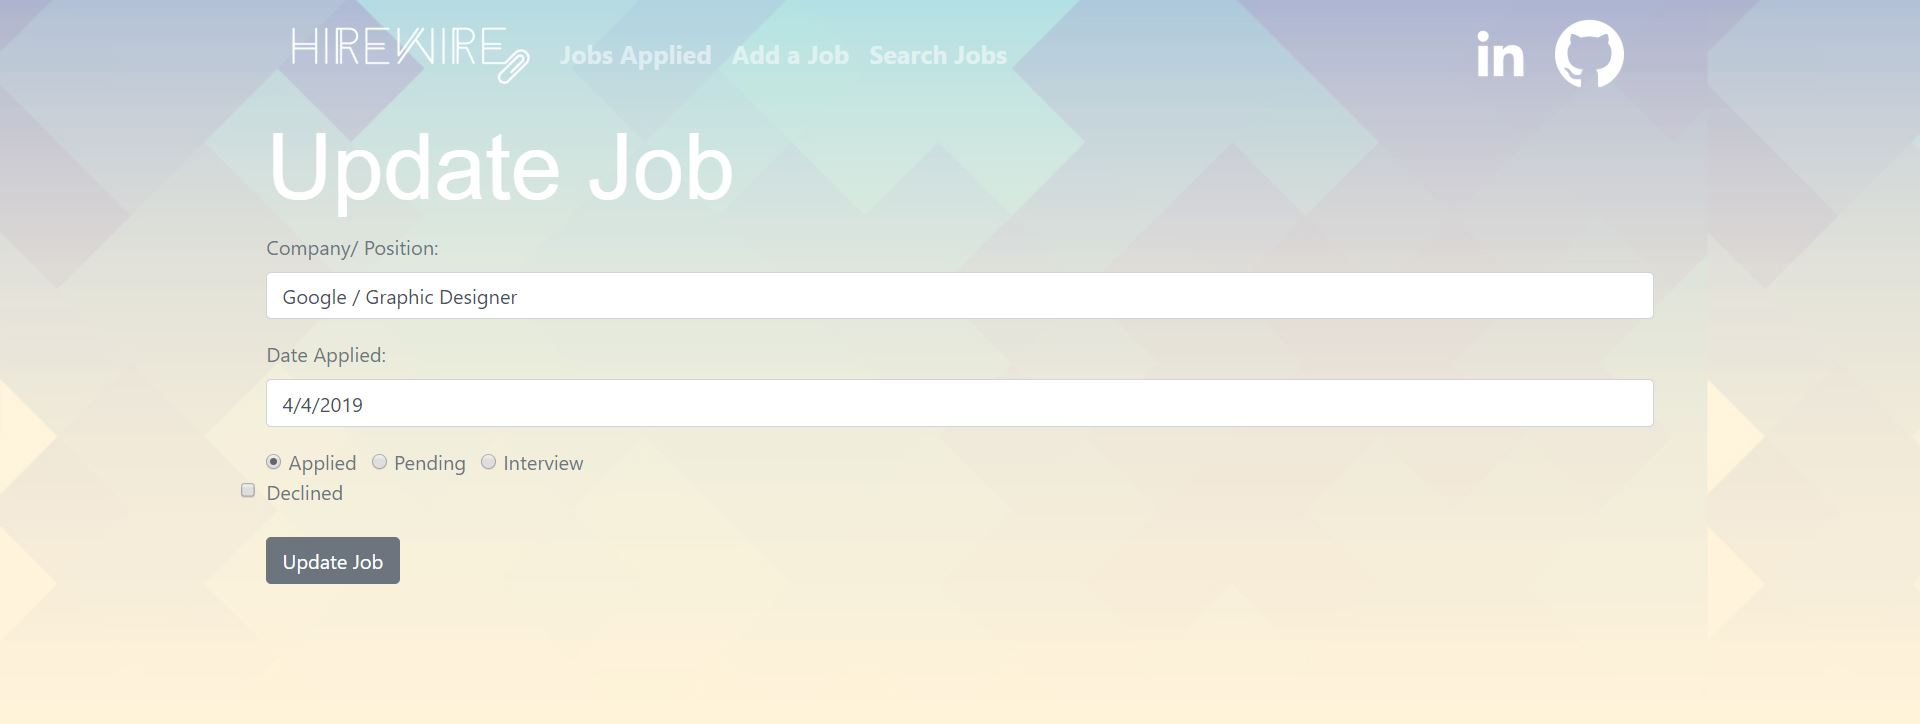 HIREWIRE Jobs Applied Add a Job Search Jobs in
Update Job
Company/ Position:
Google / Graphic Designer
Date Applied:
4/4/2019
Applied Pending Interview
Declined
Update Job